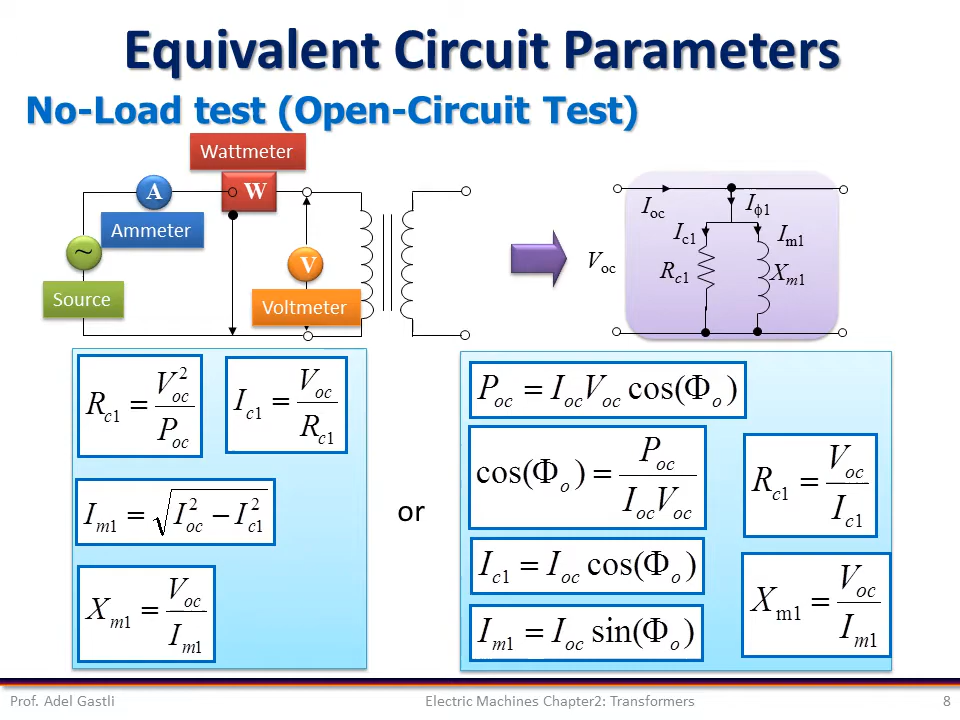 Equivalent Circuit Parameters
No-Load test (Open-Circuit Test)
Wattmeter
A
W
Ammeter
~
V
Source
Voltmeter
I_oc
I_ϕ1
I_c1
I_m1
V_oc
R_c1
X_m1
R_c1 = V_oc^2 / P_oc
I_c1 = V_oc / R_c1
I_m1 = √(I_oc^2 − I_c1^2)
X_m1 = V_oc / I_m1
or
P_oc = I_oc V_oc cos(Φ_o)
cos(Φ_o) = P_oc / I_oc V_oc
R_c1 = V_oc / I_c1
I_c1 = I_oc cos(Φ_o)
I_m1 = I_oc sin(Φ_o)
X_m1 = V_oc / I_m1
Prof. Adel Gastli
Electric Machines Chapter2: Transformers
8